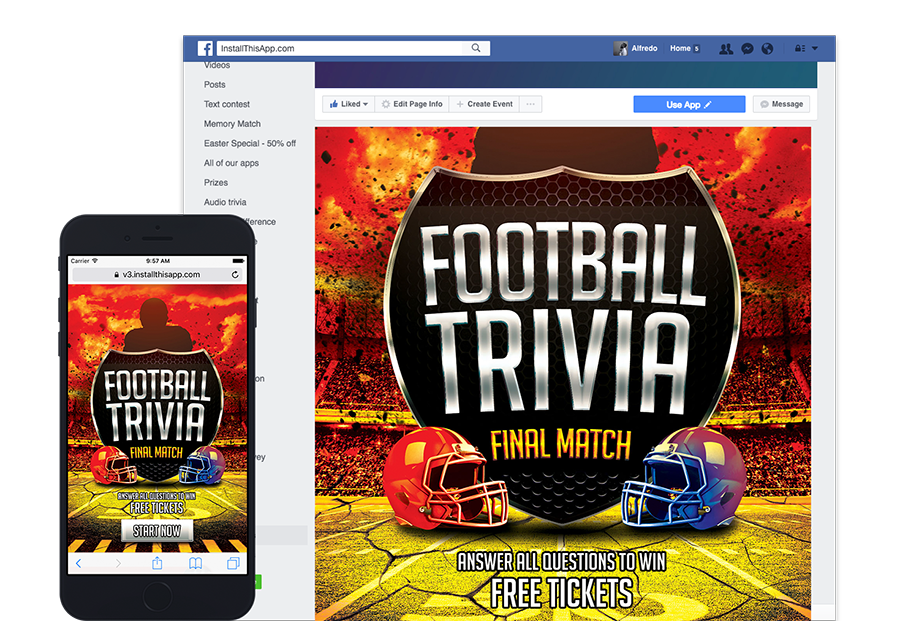 InstallThisApp.com
Alfredo
Home 5
Videos
Posts
Text contest
Memory Match
Easter Special - 50% off
All of our apps
Prizes
Audio trivia
Liked
Edit Page Info
+ Create Event
...
Use App
Message
FOOTBALL
TRIVIA
FINAL MATCH
ANSWER ALL QUESTIONS TO WIN
FREE TICKETS
Carrier
9:57 AM
v3.installthisapp.com
FOOTBALL
TRIVIA
FINAL MATCH
ANSWER ALL QUESTIONS TO WIN
FREE TICKETS
START NOW